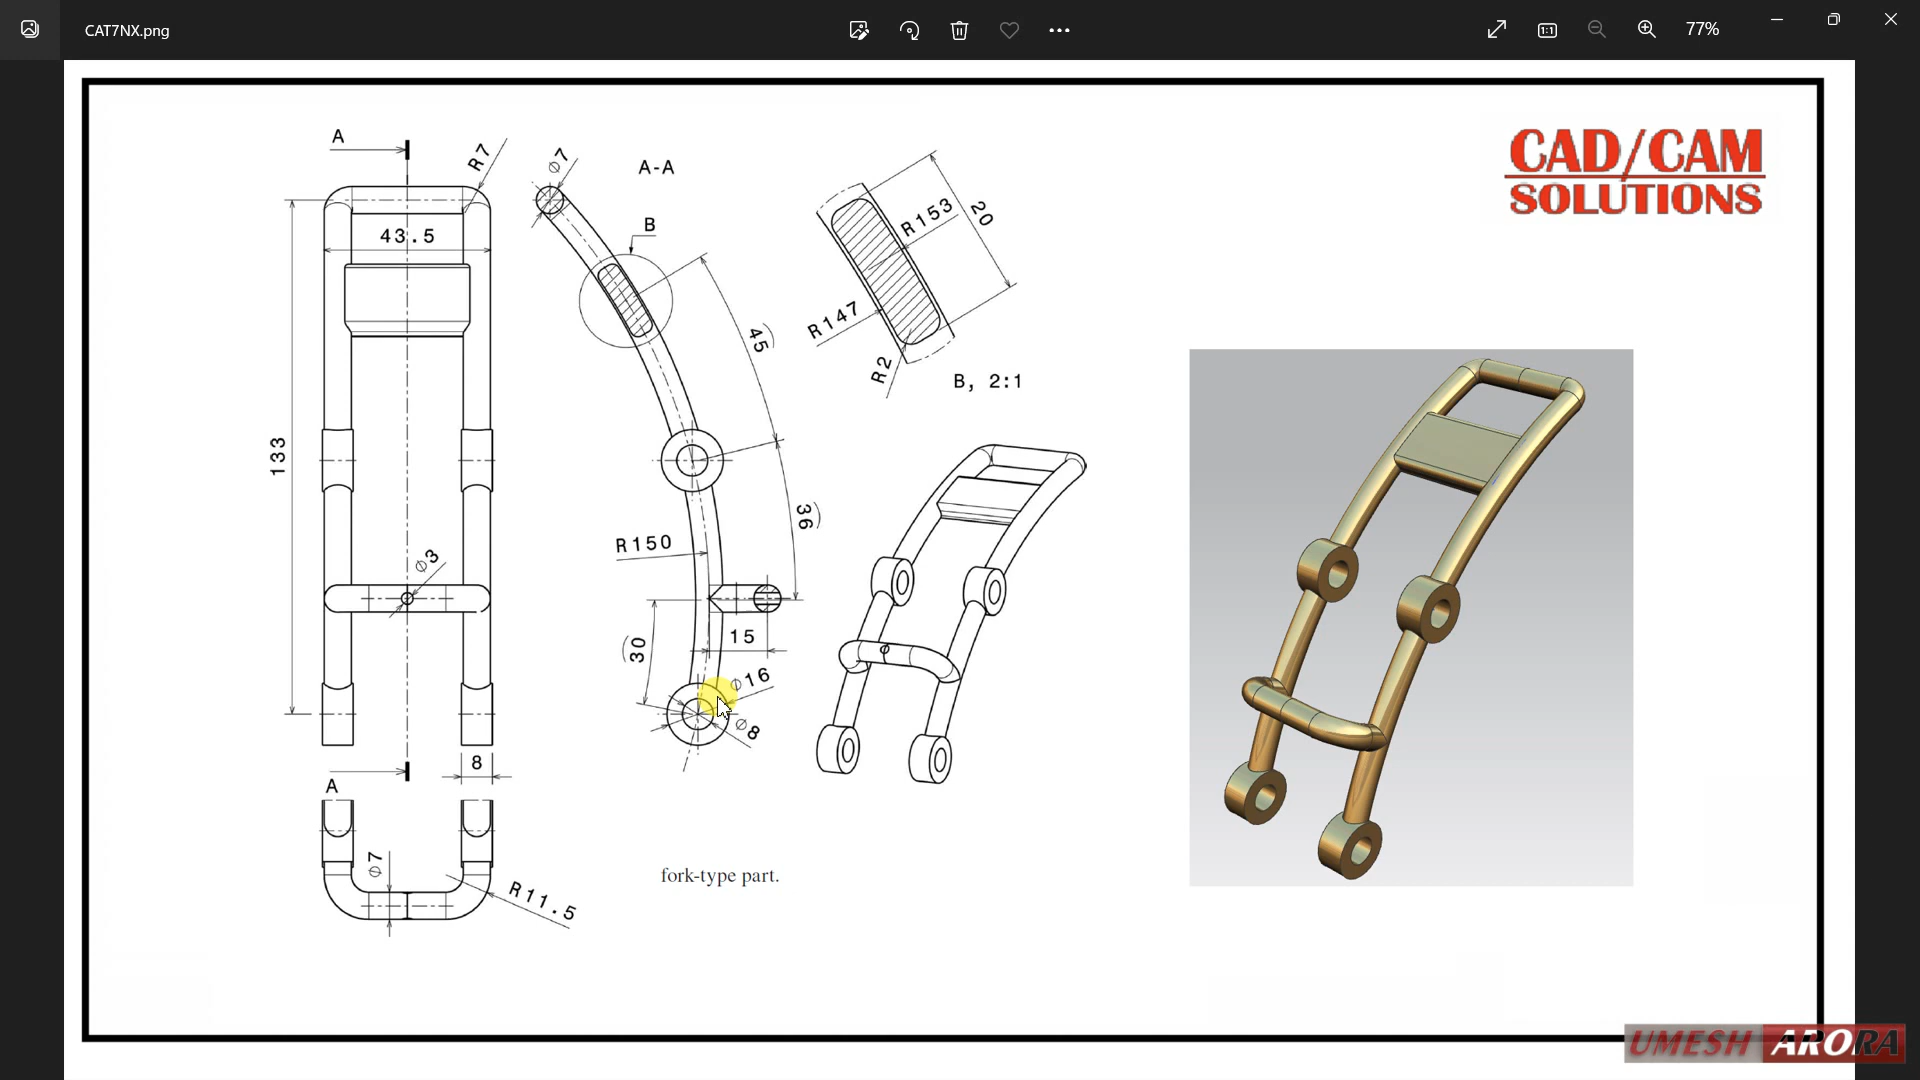 CAT7NX.png
77%
CAD/CAM
SOLUTIONS
A
R7
⌀7
A-A
B
43.5
R153
20
R147
R2
B, 2:1
45
133
36
R150
⌀3
30
15
⌀16
⌀8
8
A
⌀7
R11.5
fork-type part.
UMESH ARORA